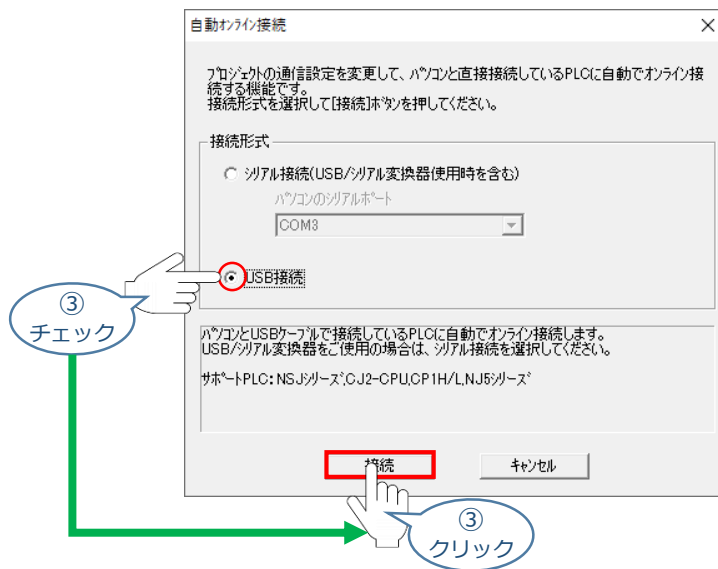 自動ｵﾝﾗｲﾝ接続
ﾌﾟﾛｼﾞｪｸﾄの通信設定を変更して、ﾊﾟｿｺﾝと直接接続しているPLCに自動でｵﾝﾗｲﾝ接
続する機能です。
接続形式を選択して[接続]ﾎﾞﾀﾝを押してください。
接続形式
ｼﾘｱﾙ接続(USB/ｼﾘｱﾙ変換器使用時を含む)
ﾊﾟｿｺﾝのｼﾘｱﾙﾎﾟｰﾄ
COM3
USB接続
③
チェック
ﾊﾟｿｺﾝとUSBｹｰﾌﾞﾙで接続しているPLCに自動でｵﾝﾗｲﾝ接続します。
USB/ｼﾘｱﾙ変換器をご使用の場合は、ｼﾘｱﾙ接続を選択してください。
ｻﾎﾟｰﾄPLC: NSJｼﾘｰｽﾞ,CJ2-CPU,CP1H/L,NJ5ｼﾘｰｽﾞ
接続
ｷｬﾝｾﾙ
③
クリック